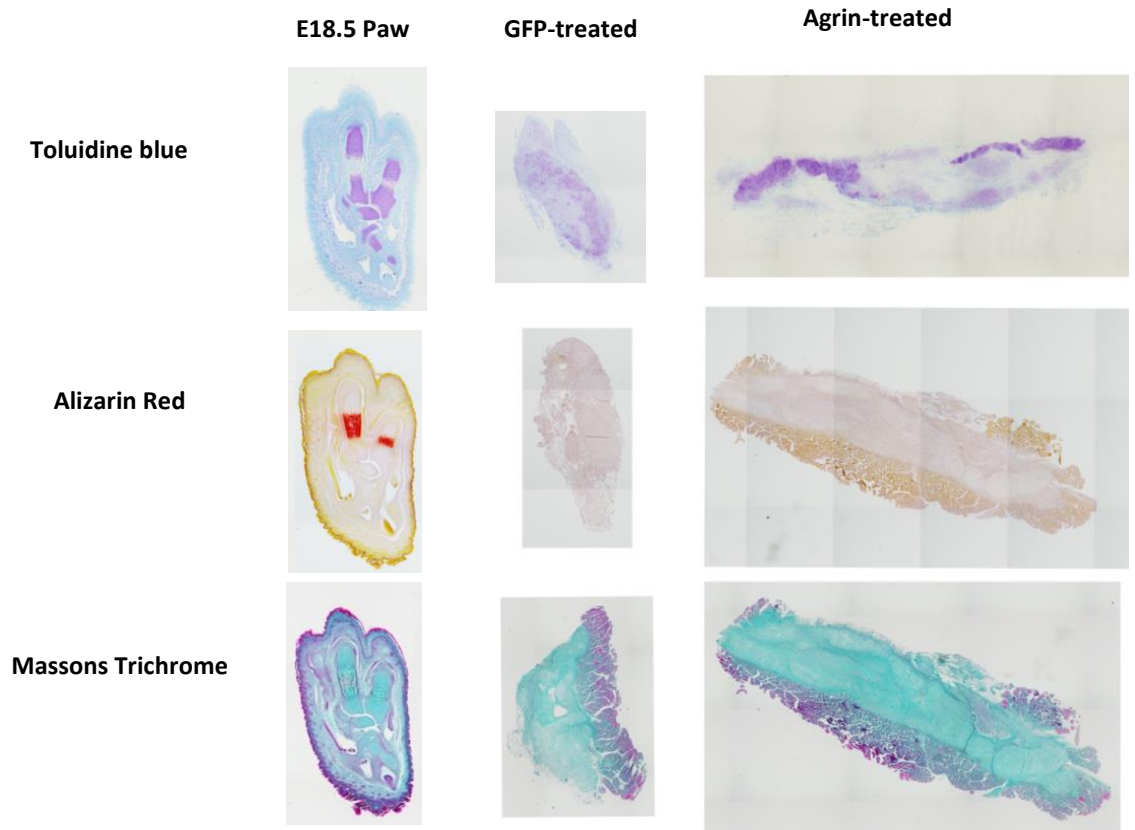 E18.5 Paw
GFP-treated
Agrin-treated
Toluidine blue
Alizarin Red
Massons Trichrome